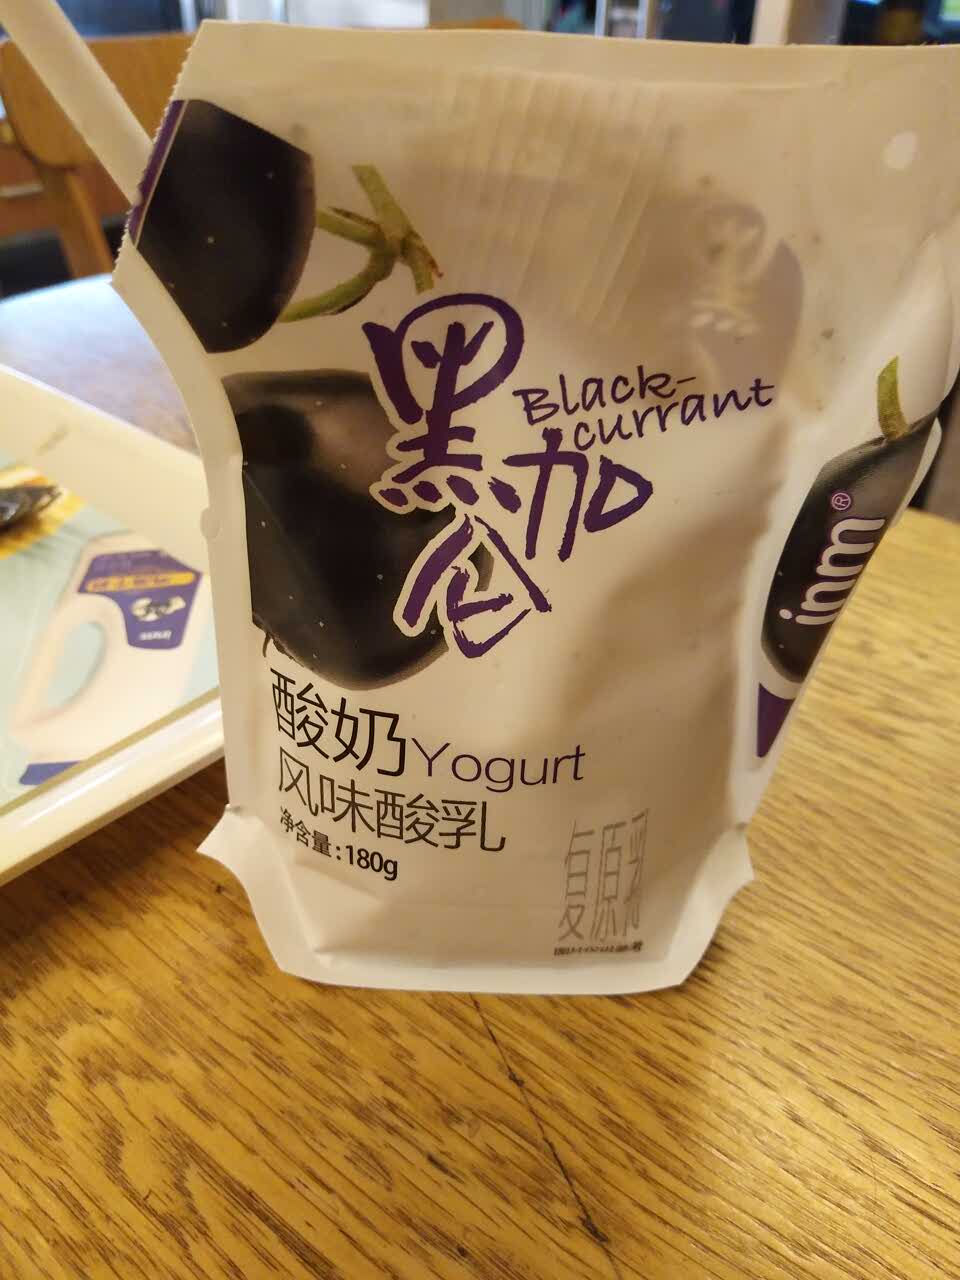 黑加仑
Black-
currant
inm®
酸奶Yogurt
风味酸乳
净含量:180g
复原乳